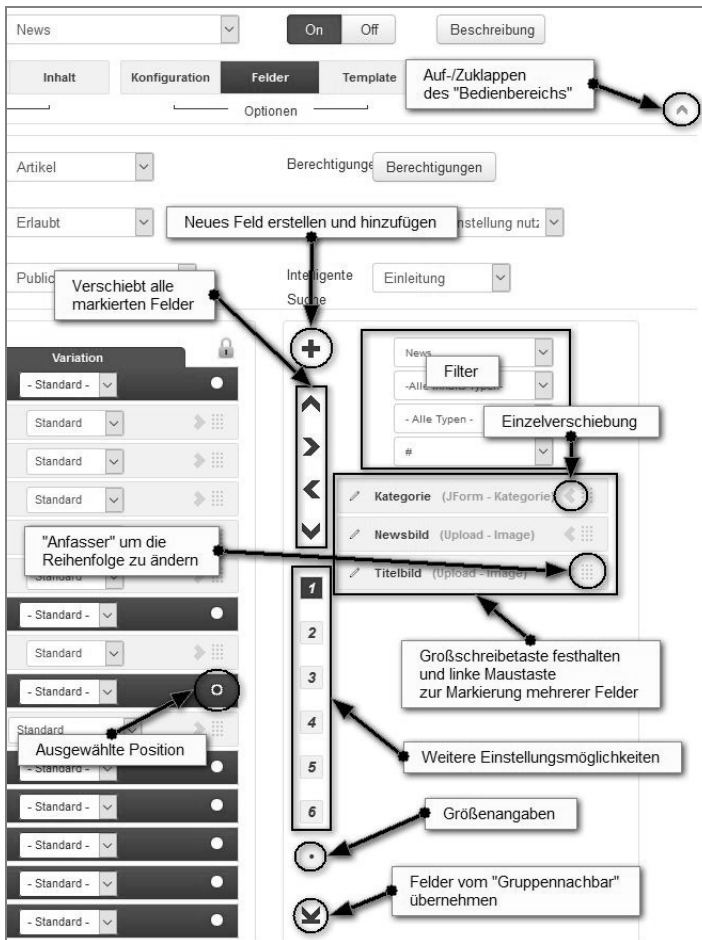 News
On
Off
Beschreibung
Inhalt
Konfiguration
Felder
Template
Optionen
Auf-/Zuklappen
des "Bedienbereichs"
Artikel
Berechtigunge
Berechtigungen
Erlaubt
Neues Feld erstellen und hinzufügen
nstellung nutz
Public
Verschiebt alle
markierten Felder
Intelligente
Suche
Einleitung
Variation
- Standard -
Standard
Standard
Standard
News
Filter
- Alle Typen -
#
Einzelverschiebung
Kategorie (JForm - Kategorie)
Newsbild (Upload - Image)
Titelbild (Upload - Image)
"Anfasser" um die
Reihenfolge zu ändern
Standard
- Standard -
Standard
- Standard -
Standard
Ausgewählte Position
- Standard -
- Standard -
- Standard -
- Standard -
- Standard -
1
2
3
4
5
6
Großschreibetaste festhalten
und linke Maustaste
zur Markierung mehrerer Felder
Weitere Einstellungsmöglichkeiten
Größenangaben
Felder vom "Gruppennachbar"
übernehmen